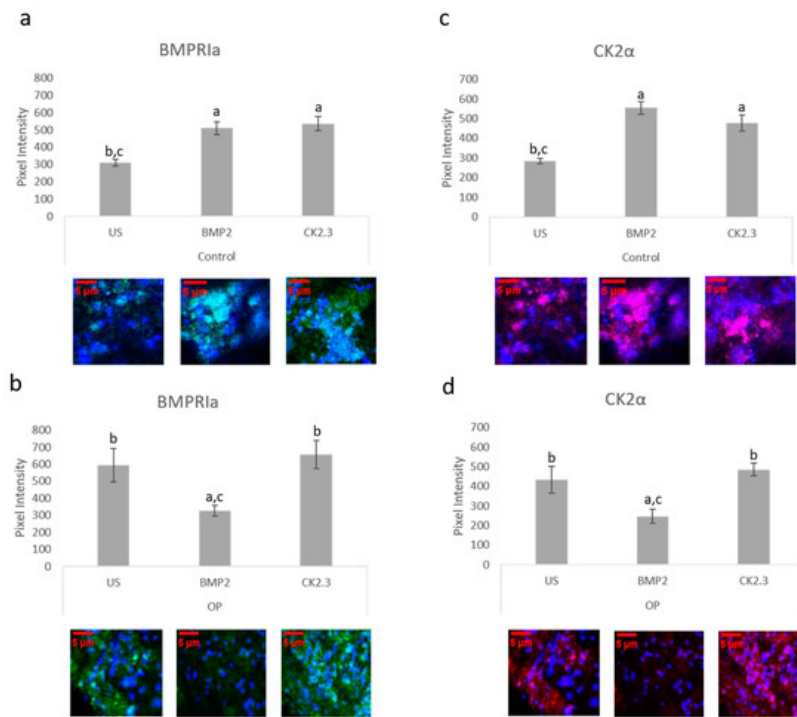 a
BMPRIa
Pixel Intensity
800
700
600
500
400
300
200
100
0
b,c
a
a
US
BMP2
CK2.3
Control
5 µm
5 µm
5 µm
c
CK2α
Pixel Intensity
700
600
500
400
300
200
100
0
b,c
a
a
US
BMP2
CK2.3
Control
5 µm
5 µm
5 µm
b
BMPRIa
Pixel Intensity
800
700
600
500
400
300
200
100
0
b
a,c
b
US
BMP2
CK2.3
OP
5 µm
5 µm
5 µm
d
CK2α
Pixel Intensity
700
600
500
400
300
200
100
0
b
a,c
b
US
BMP2
CK2.3
OP
5 µm
5 µm
5 µm